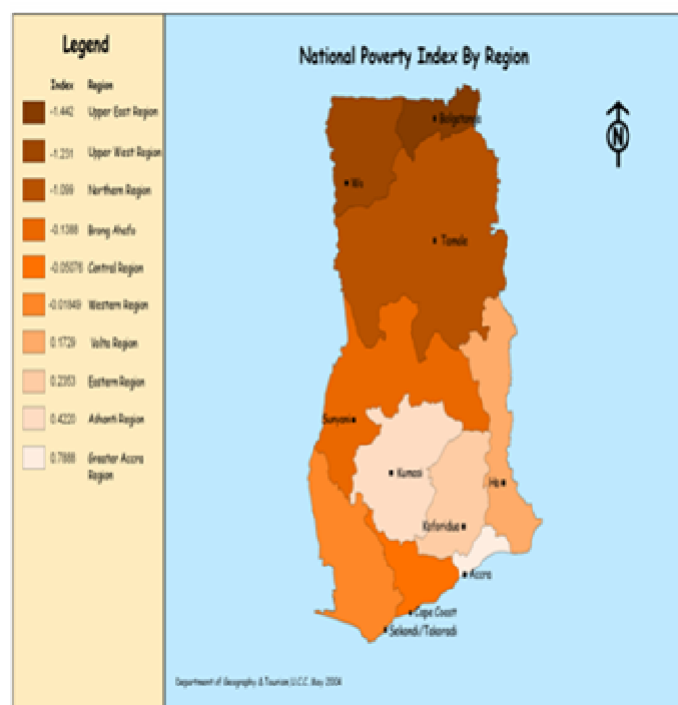 Legend
National Poverty Index By Region
Index Region
-1.442 Upper East Region
-1.231 Upper West Region
-1.099 Northern Region
-0.1388 Brong Ahafo
-0.05076 Central Region
-0.01849 Western Region
0.1729 Volta Region
0.2353 Eastern Region
0.4220 Ashanti Region
0.7888 Greater Accra
Region
N
Bolgatanga
Wa
Tamale
Sunyani
Kumasi
Ho
Koforidua
Accra
Cape Coast
Sekondi/Takoradi
Department of Geography & Tourism,U.C.C. May 2004